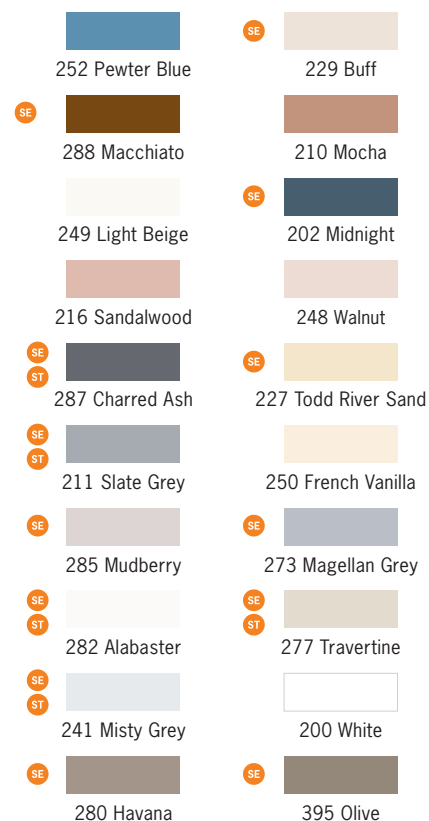 SE
252 Pewter Blue
229 Buff
SE
288 Macchiato
210 Mocha
SE
249 Light Beige
202 Midnight
216 Sandalwood
248 Walnut
SE
ST
SE
287 Charred Ash
227 Todd River Sand
SE
ST
211 Slate Grey
250 French Vanilla
SE
SE
285 Mudberry
273 Magellan Grey
SE
ST
SE
ST
282 Alabaster
277 Travertine
SE
ST
241 Misty Grey
200 White
SE
SE
280 Havana
395 Olive